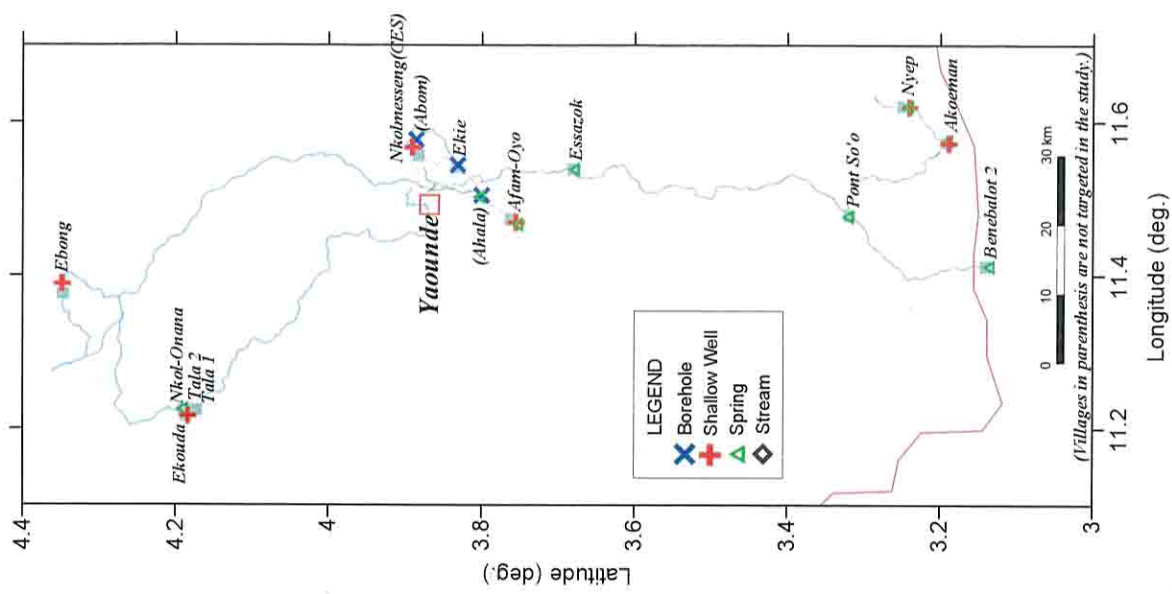 4.4
4.2
4
3.8
3.6
3.4
3.2
3
Latitude (deg.)
11.2
11.4
11.6
Longitude (deg.)
Ebong
Nkol-Onana
Tala 2
Tala 1
Ekouda
Nkolmesseng(CES)
(Abom)
Ekie
Yaounde
(Ahala)
Afam-Oyo
Essazok
Pont So'o
Benebalot 2
Nyep
Akoeman
LEGEND
Borehole
Shallow Well
Spring
Stream
0 10 20 30 km
(Villages in parenthesis are not targeted in the study.)